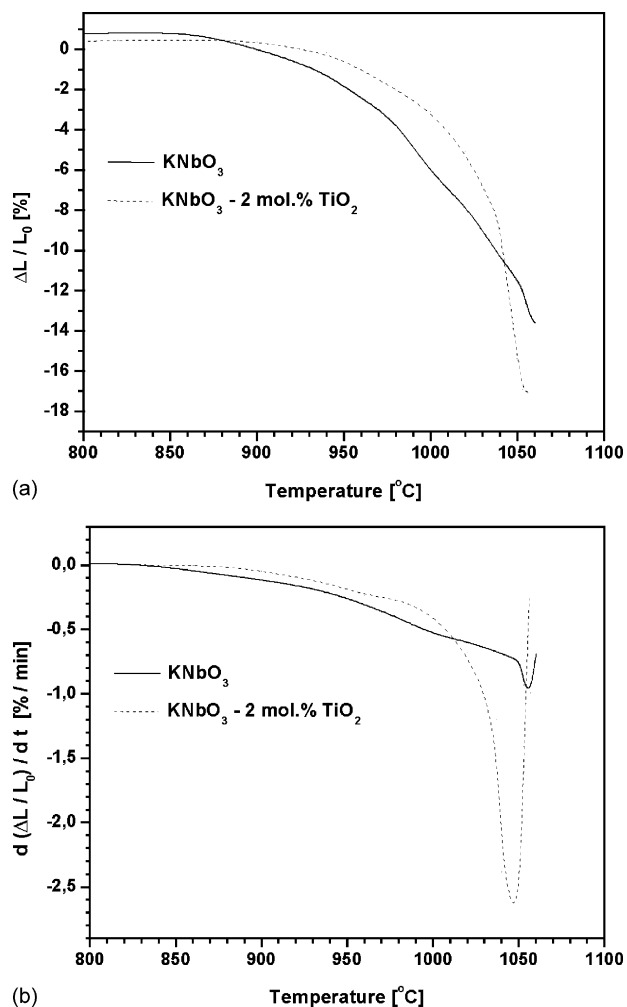 0
-2
-4
-6
-8
-10
-12
-14
-16
-18
ΔL / L₀ [%]
KNbO₃
KNbO₃ - 2 mol.% TiO₂
800 850 900 950 1000 1050 1100
(a)
Temperature [°C]
0,0
-0,5
-1,0
-1,5
-2,0
-2,5
d (ΔL / L₀) / d t [% / min]
KNbO₃
KNbO₃ - 2 mol.% TiO₂
800 850 900 950 1000 1050 1100
(b)
Temperature [°C]